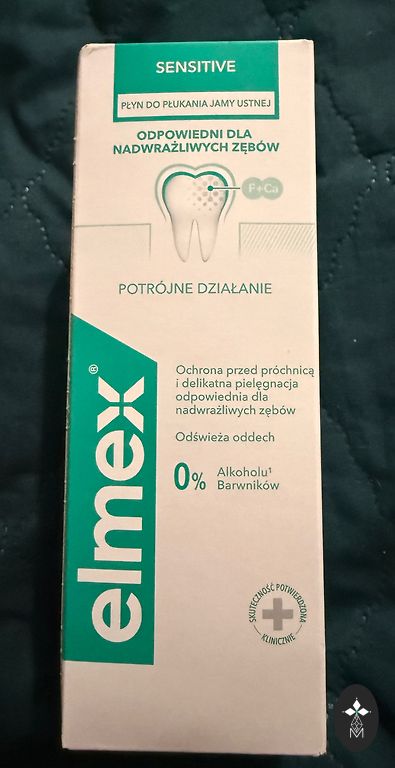 SENSITIVE
PŁYN DO PŁUKANIA JAMY USTNEJ
ODPOWIEDNI DLA
NADWRAŻLIWYCH ZĘBÓW
F+Ca
POTRÓJNE DZIAŁANIE
elmex®
Ochrona przed próchnicą
i delikatna pielęgnacja
odpowiednia dla
nadwrażliwych zębów
Odświeża oddech
0% Alkoholu¹
Barwników
SKUTECZNOŚĆ POTWIERDZONA
KLINICZNIE
M